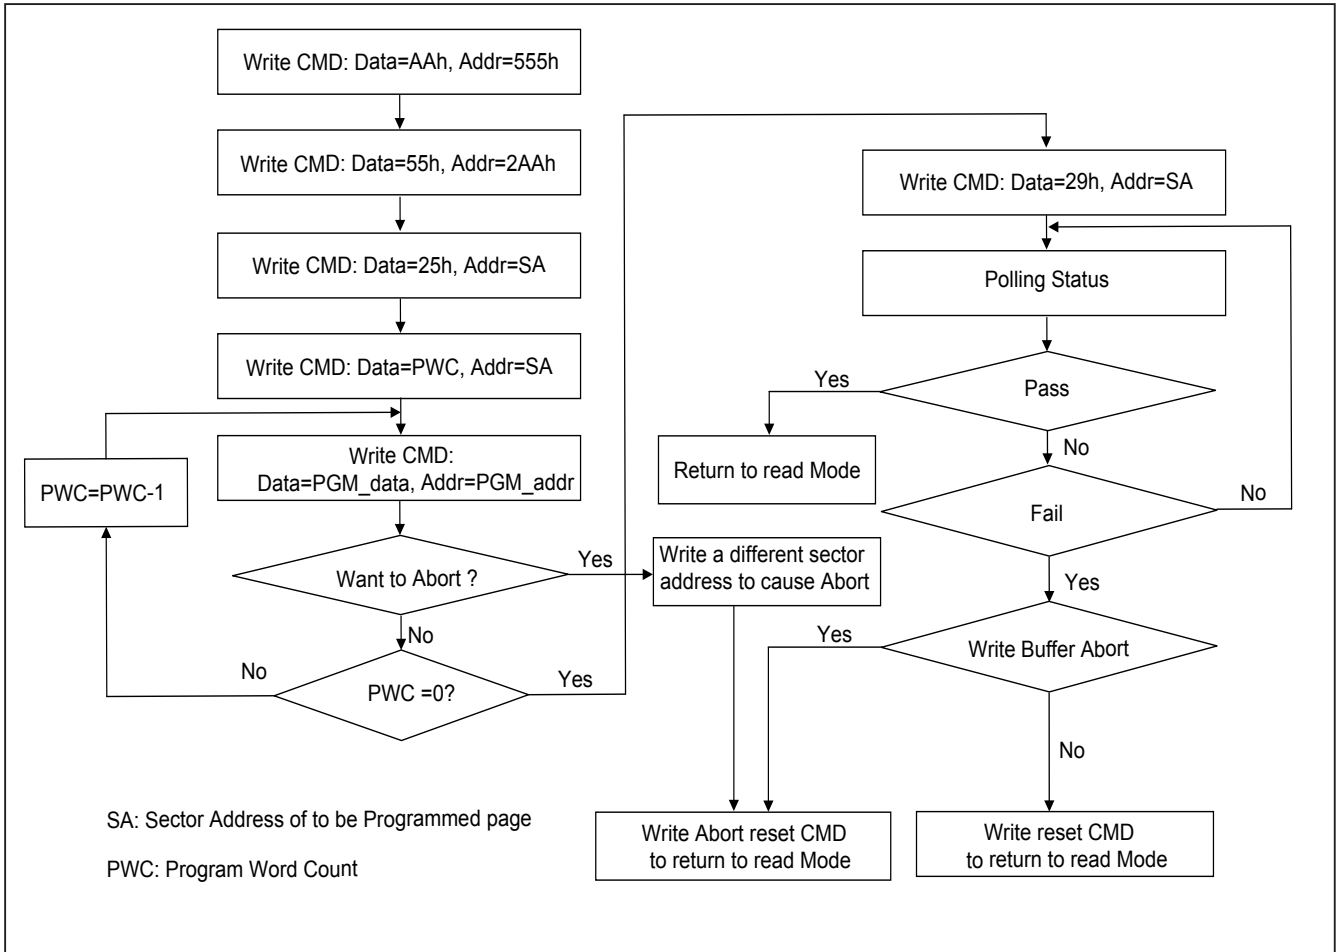 Write CMD: Data=AAh, Addr=555h
Write CMD: Data=55h, Addr=2AAh
Write CMD: Data=25h, Addr=SA
Write CMD: Data=PWC, Addr=SA
Write CMD:
Data=PGM_data, Addr=PGM_addr
PWC=PWC-1
Want to Abort ?
Yes
No
PWC =0?
No
Yes
Write a different sector
address to cause Abort
Write CMD: Data=29h, Addr=SA
Polling Status
Pass
Yes
No
Return to read Mode
Fail
No
Yes
Write Buffer Abort
Yes
No
Write Abort reset CMD
to return to read Mode
Write reset CMD
to return to read Mode
SA: Sector Address of to be Programmed page
PWC: Program Word Count